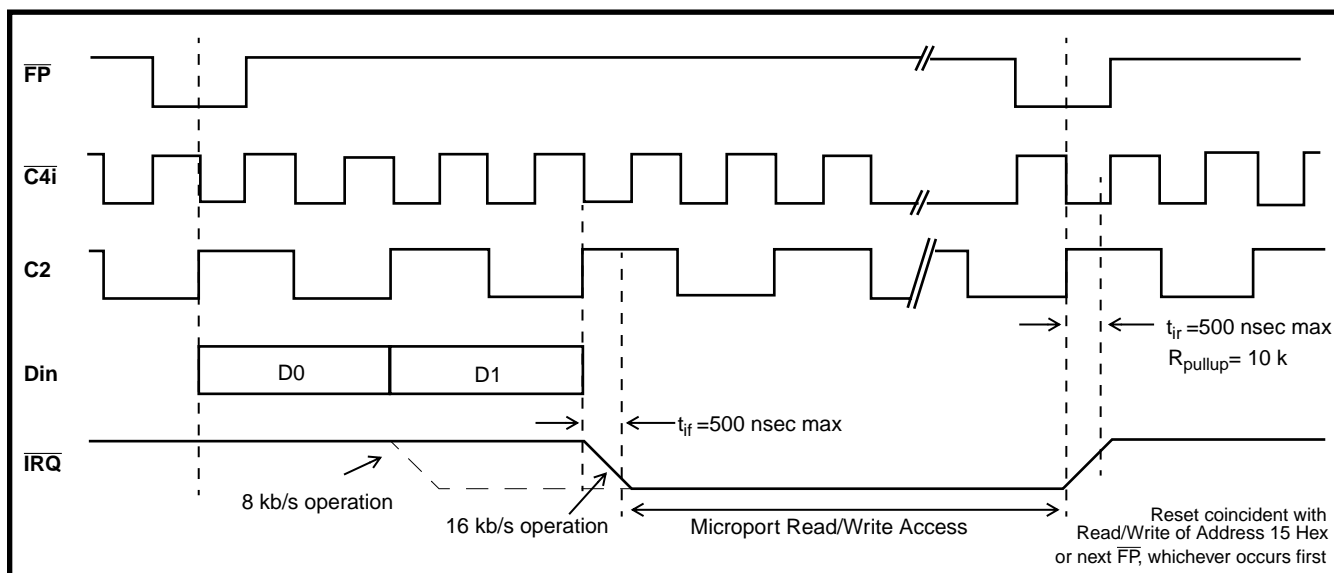 FP
C4i
C2
t_ir =500 nsec max
R_pullup= 10 k
Din
D0
D1
t_if =500 nsec max
IRQ
8 kb/s operation
16 kb/s operation
Microport Read/Write Access
Reset coincident with
Read/Write of Address 15 Hex
or next FP, whichever occurs first